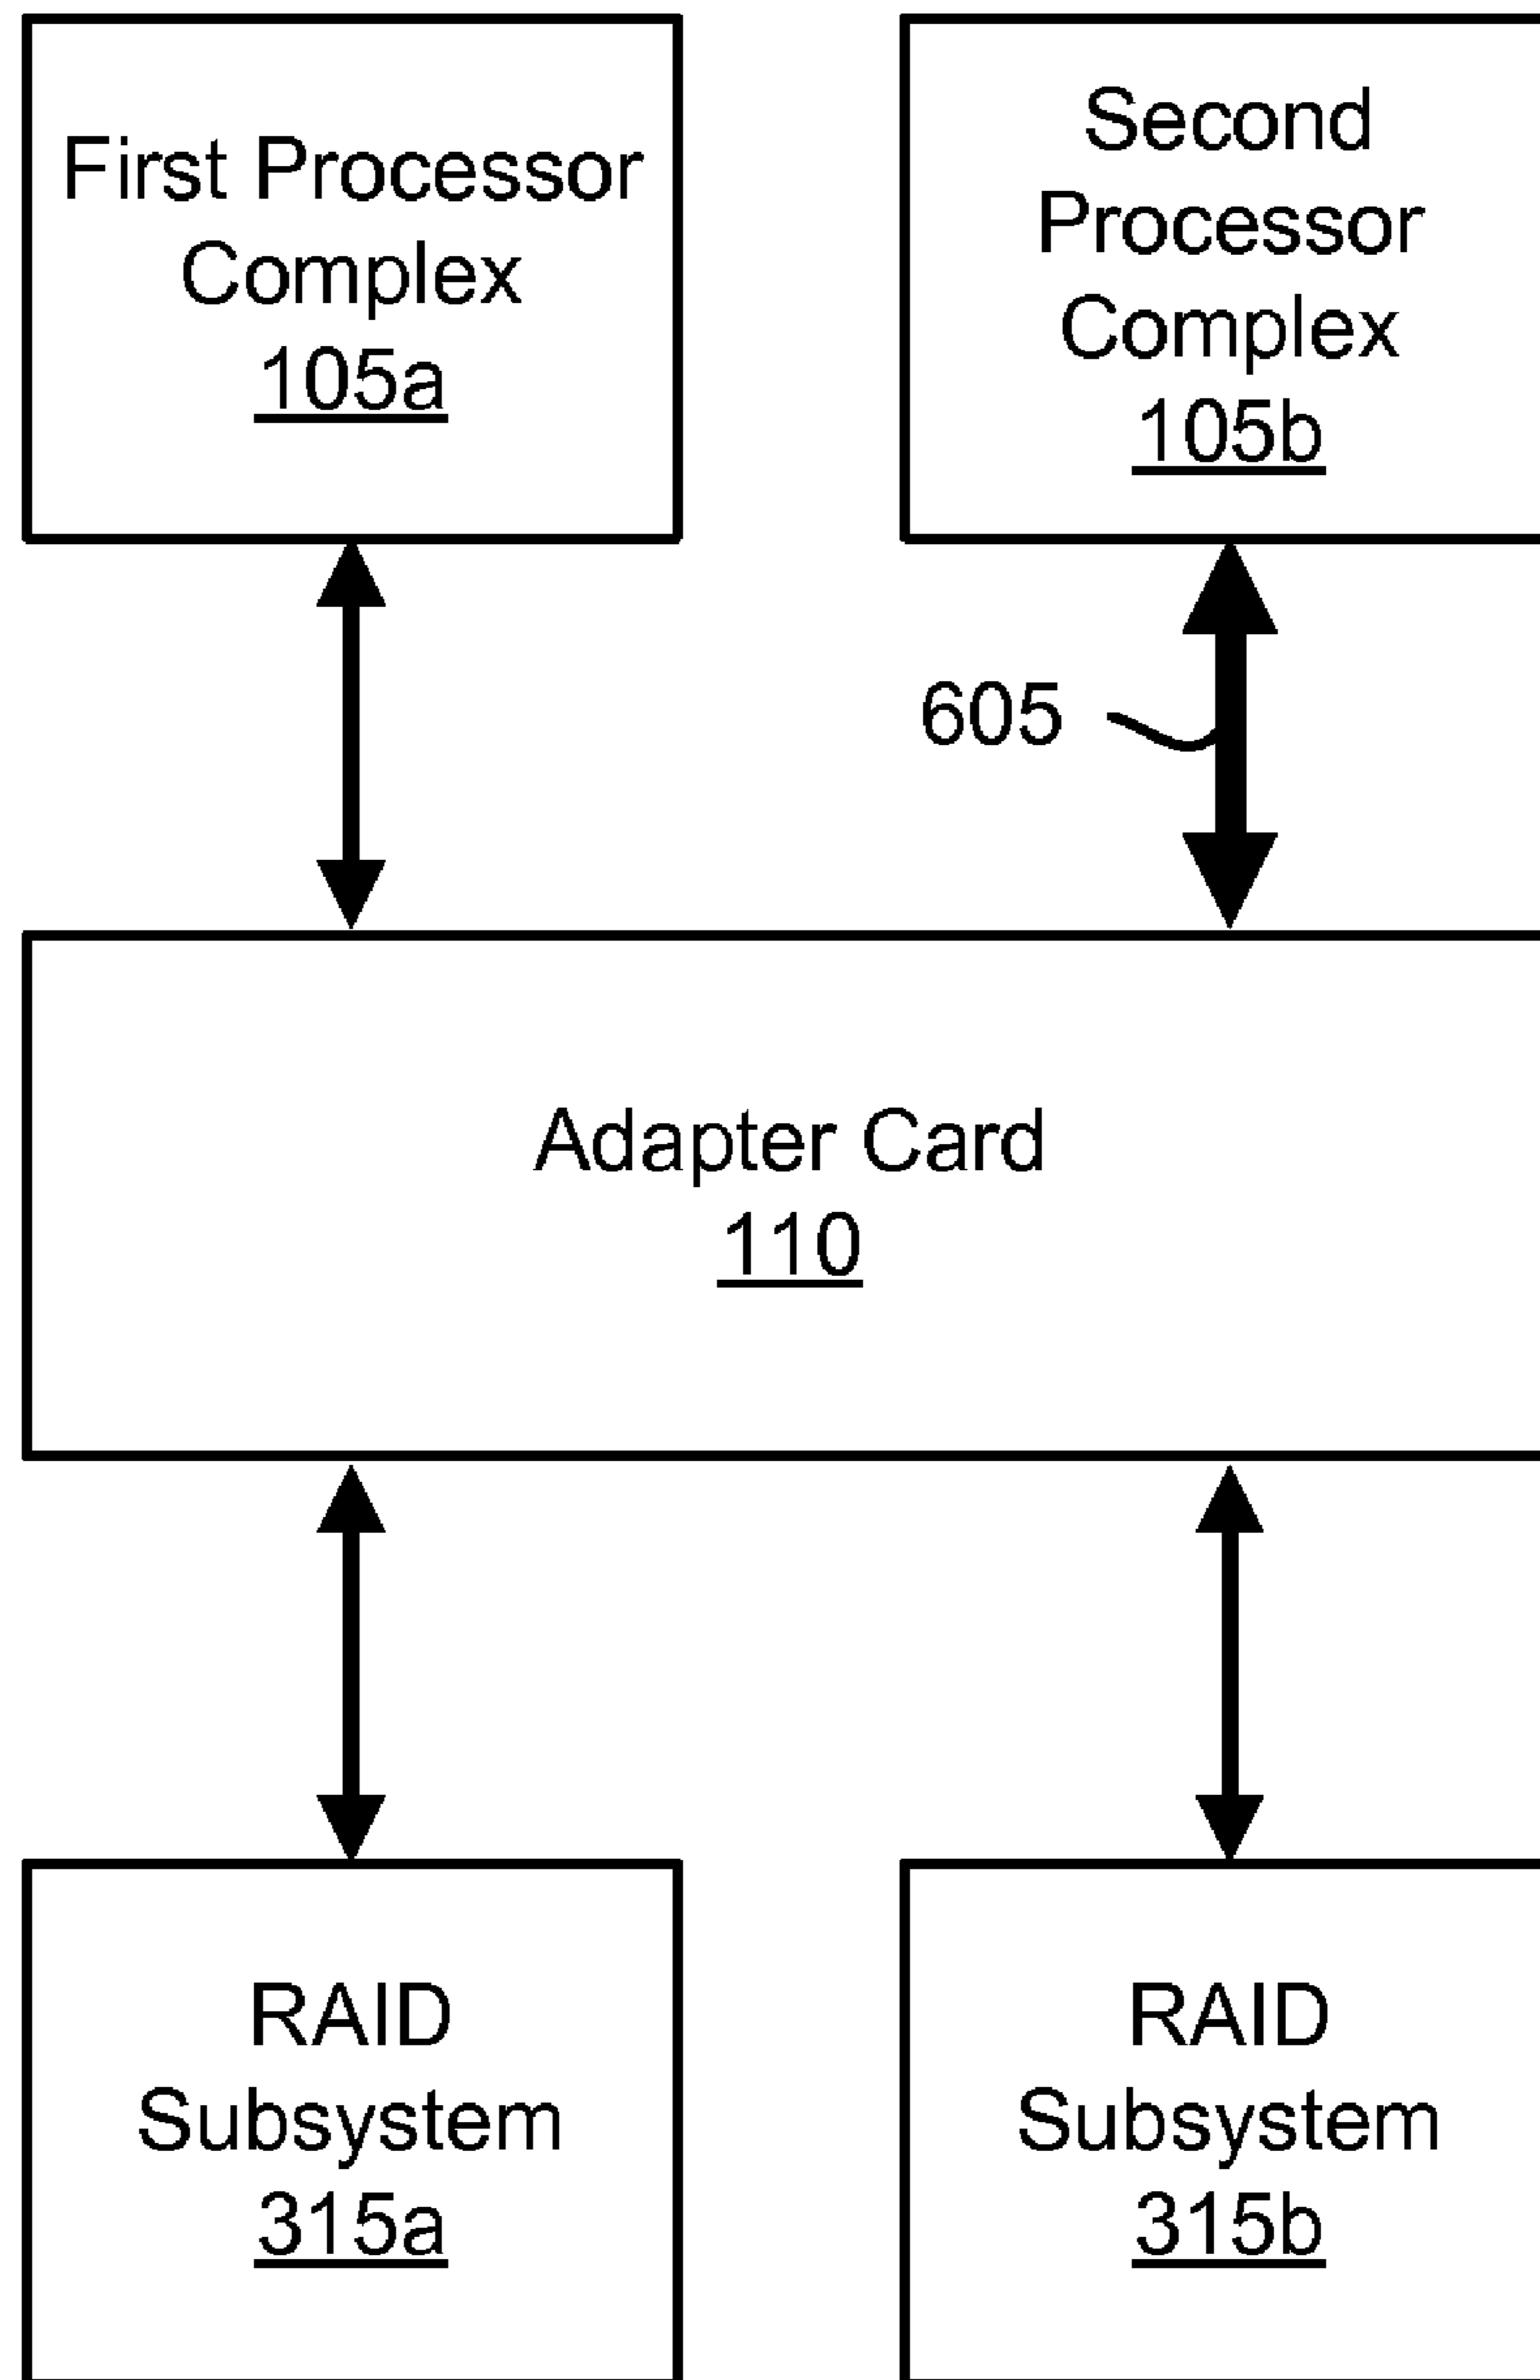 First Processor
Complex
105a
Second
Processor
Complex
105b
605
Adapter Card
110
RAID
Subsystem
315a
RAID
Subsystem
315b